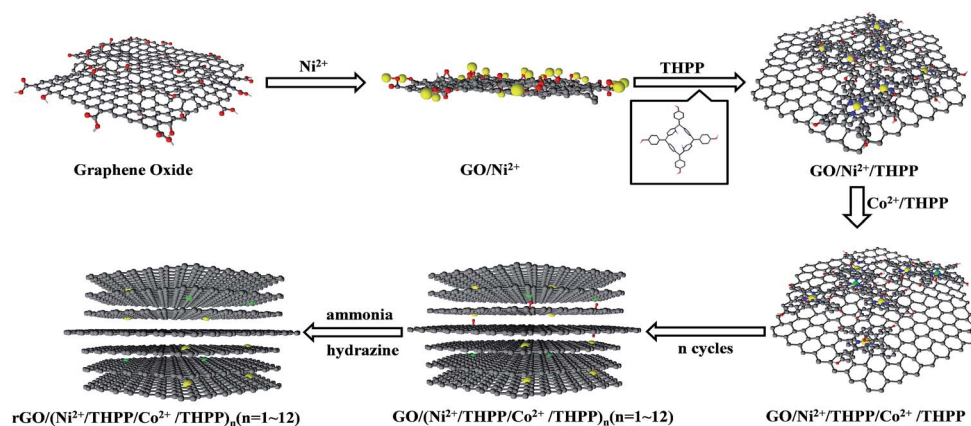 Ni²⁺
THPP
Graphene Oxide
GO/Ni²⁺
GO/Ni²⁺/THPP
Co²⁺/THPP
ammonia
hydrazine
n cycles
rGO/(Ni²⁺/THPP/Co²⁺ /THPP)ₙ(n=1~12)
GO/(Ni²⁺/THPP/Co²⁺ /THPP)ₙ(n=1~12)
GO/Ni²⁺/THPP/Co²⁺ /THPP